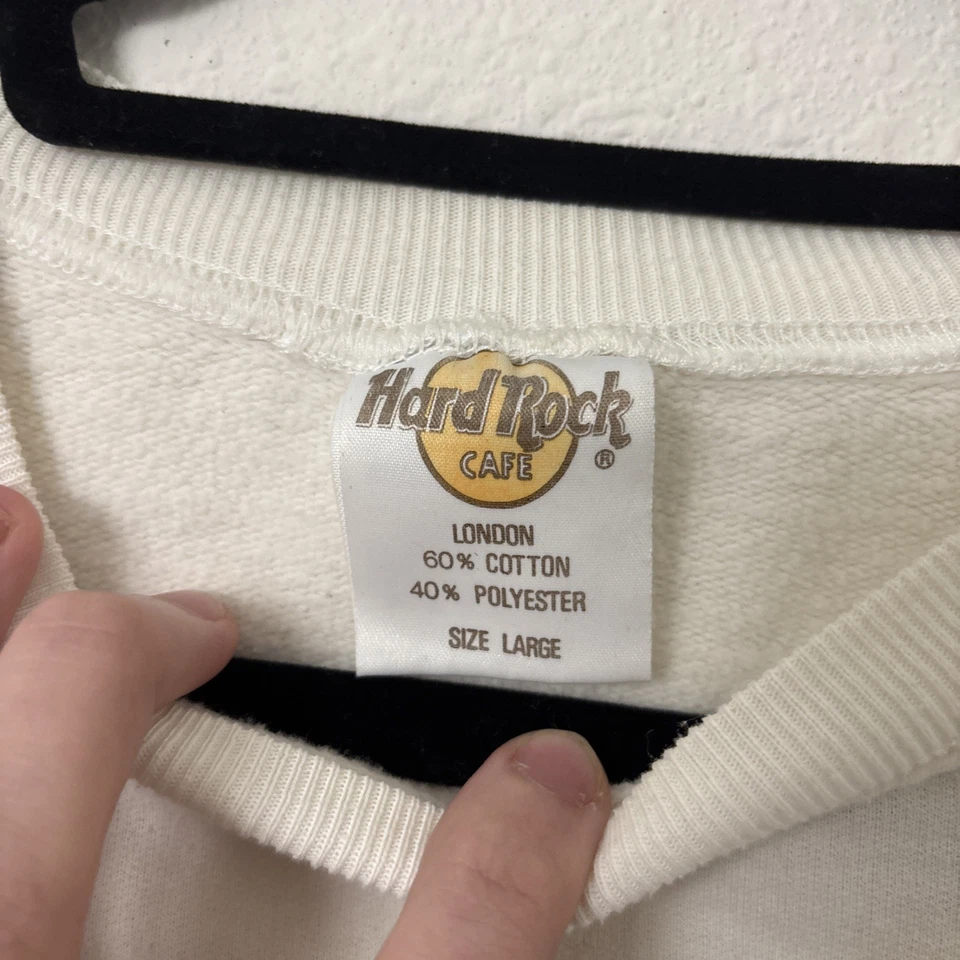 Hard Rock
CAFE
®
LONDON
60% COTTON
40% POLYESTER
SIZE LARGE